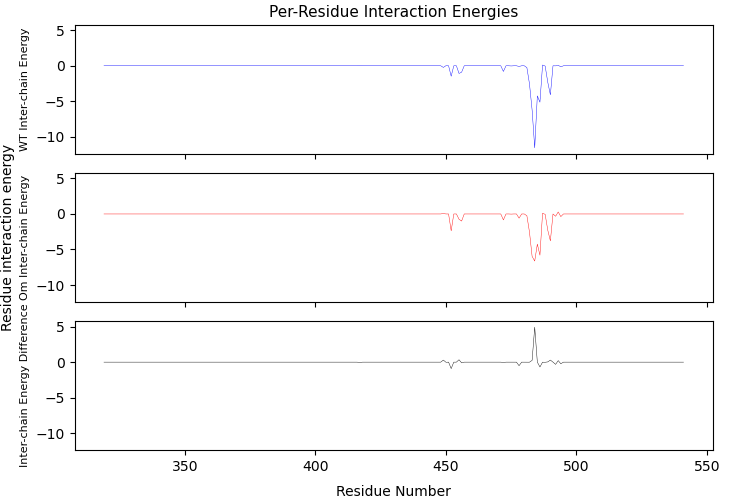 Per-Residue Interaction Energies
WT Inter-chain Energy
5
0
−5
−10
Residue interaction energy
Om Inter-chain Energy
5
0
−5
−10
Inter-chain Energy Difference
5
0
−5
−10
350
400
450
500
550
Residue Number